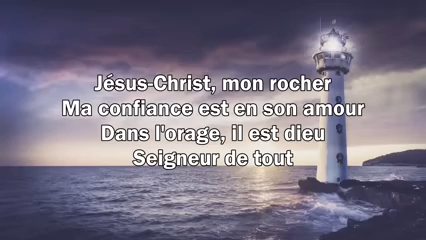 Jésus-Christ, mon rocher
Ma confiance est en son amour
Dans l'orage, il est dieu
Seigneur de tout